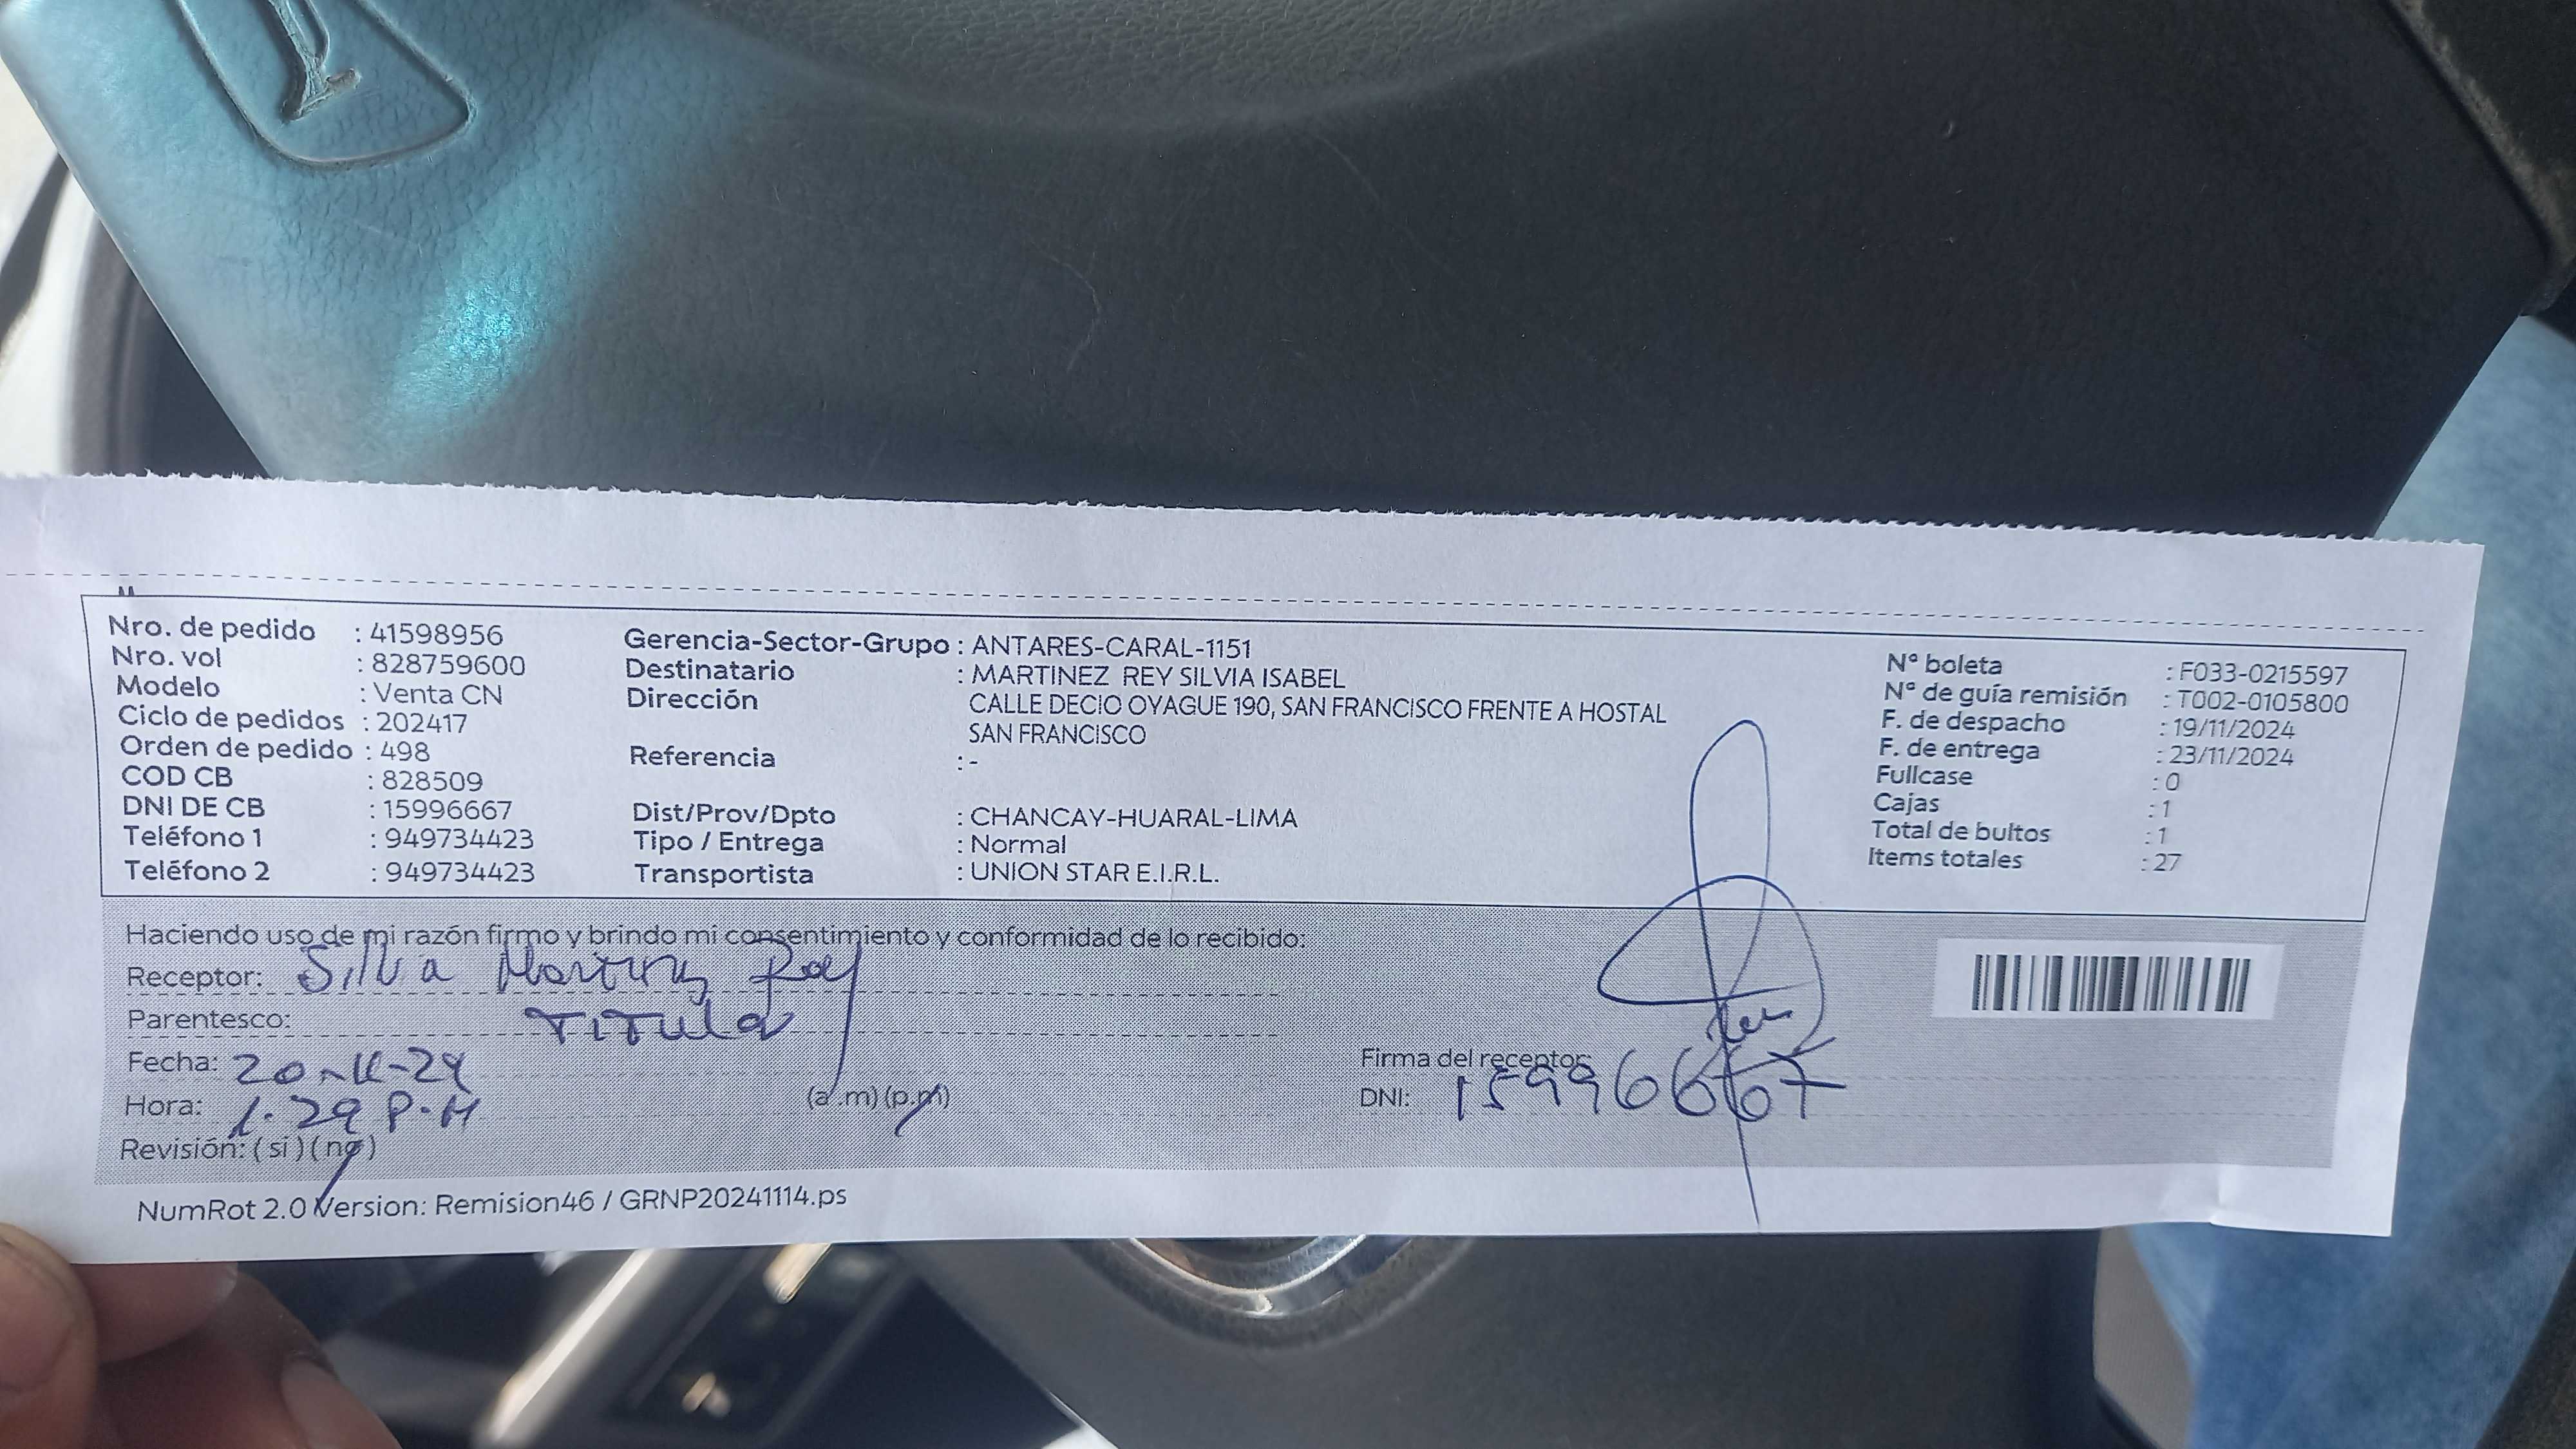 Nro. de pedido : 41598956
Nro. vol : 828759600
Modelo : Venta CN
Ciclo de pedidos : 202417
Orden de pedido : 498
COD CB : 828509
DNI DE CB : 15996667
Teléfono 1 : 949734423
Teléfono 2 : 949734423
Gerencia-Sector-Grupo : ANTARES-CARAL-1151
Destinatario : MARTINEZ REY SILVIA ISABEL
Dirección CALLE DECIO OYAGUE 190, SAN FRANCISCO FRENTE A HOSTAL
SAN FRANCISCO
Referencia : -
Dist/Prov/Dpto : CHANCAY-HUARAL-LIMA
Tipo / Entrega : Normal
Transportista : UNION STAR E.I.R.L.
N° boleta : F033-0215597
N° de guía remisión : T002-0105800
F. de despacho : 19/11/2024
F. de entrega : 23/11/2024
Fullcase : 0
Cajas : 1
Total de bultos : 1
Items totales : 27
Haciendo uso de mi razón firmo y brindo mi consentimiento y conformidad de lo recibido:
Receptor: Silvia Martinez Rey
Parentesco: Titular
Fecha: 20-11-24
Hora: 1.29 P.M (a.m) (p.m)
Revisión: (si) (no)
Firma del receptor:
DNI: 15996667
NumRot 2.0 Version: Remision46 / GRNP20241114.ps